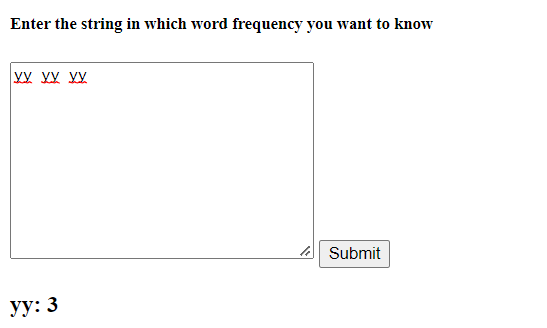 Enter the string in which word frequency you want to know
yy yy yy
Submit
yy: 3